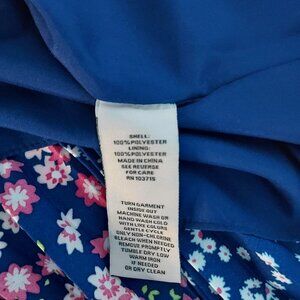 SHELL:
100% POLYESTER
LINING:
100% POLYESTER
MADE IN CHINA
SEE REVERSE
FOR CARE
RN 103715
TURN GARMENT
INSIDE OUT
MACHINE WASH OR
HAND WASH COLD
WITH LIKE COLORS
GENTLE CYCLE
ONLY NON-CHLORINE
BLEACH WHEN NEEDED
REMOVE PROMPTLY
TUMBLE DRY LOW
WARM IRON
IF NEEDED
OR DRY CLEAN